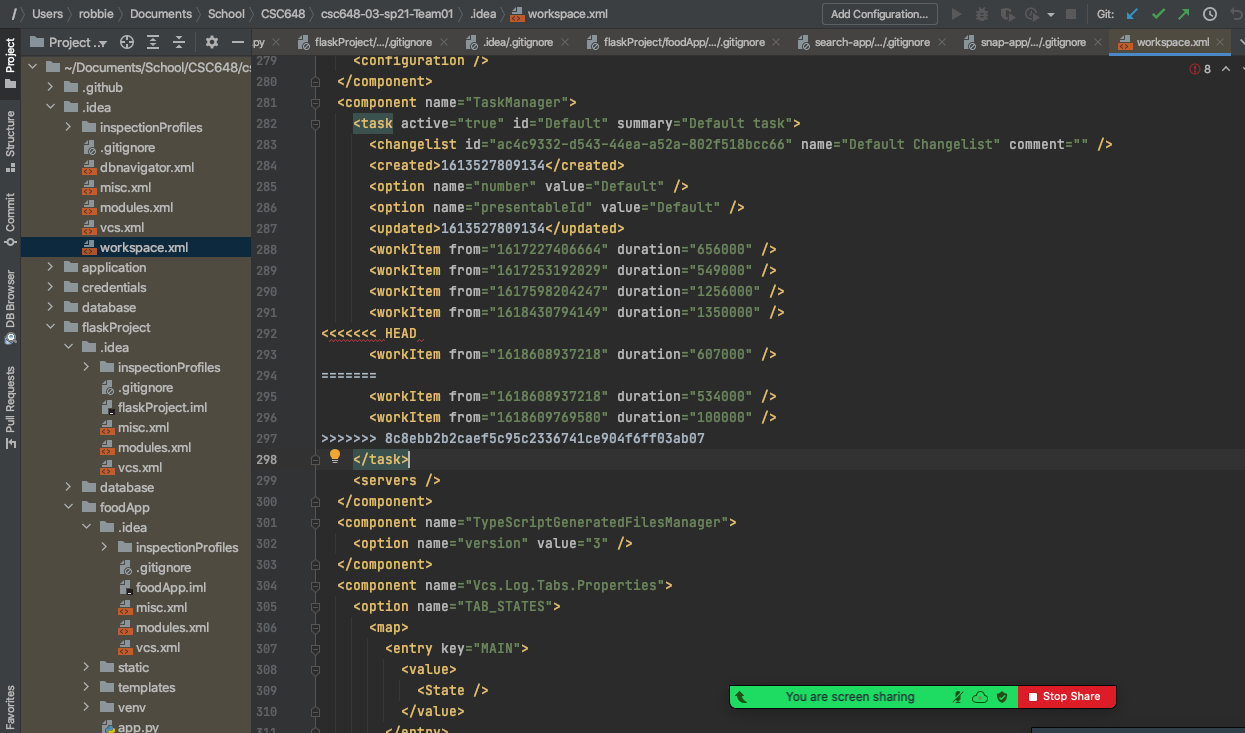 / Users robbie Documents School CSC648 csc648-03-sp21-Team01 .idea workspace.xml Add Configuration... Git:
Project Project .py flaskProject/.../.gitignore .idea/.gitignore flaskProject/foodApp/.../.gitignore search-app/.../.gitignore snap-app/.../.gitignore workspace.xml
Structure
Commit
DB Browser
Pull Requests
Favorites
~/Documents/School/CSC648/cs
.github
.idea
inspectionProfiles
.gitignore
dbnavigator.xml
misc.xml
modules.xml
vcs.xml
workspace.xml
application
credentials
database
flaskProject
.idea
inspectionProfiles
.gitignore
flaskProject.iml
misc.xml
modules.xml
vcs.xml
database
foodApp
.idea
inspectionProfiles
.gitignore
foodApp.iml
misc.xml
modules.xml
vcs.xml
static
templates
venv
app.py
8
279 <configuration />
280 </component>
281 <component name="TaskManager">
282 <task active="true" id="Default" summary="Default task">
283 <changelist id="ac4c9332-d543-44ea-a52a-802f518bcc66" name="Default Changelist" comment="" />
284 <created>1613527809134</created>
285 <option name="number" value="Default" />
286 <option name="presentableId" value="Default" />
287 <updated>1613527809134</updated>
288 <workItem from="1617227406664" duration="656000" />
289 <workItem from="1617253192029" duration="549000" />
290 <workItem from="1617598204247" duration="1256000" />
291 <workItem from="1618430794149" duration="1350000" />
292 <<<<<<< HEAD
293 <workItem from="1618608937218" duration="607000" />
294 =======
295 <workItem from="1618608937218" duration="534000" />
296 <workItem from="1618609769580" duration="100000" />
297 >>>>>>> 8c8ebb2b2caef5c95c2336741ce904f6ff03ab07
298 </task>
299 <servers />
300 </component>
301 <component name="TypeScriptGeneratedFilesManager">
302 <option name="version" value="3" />
303 </component>
304 <component name="Vcs.Log.Tabs.Properties">
305 <option name="TAB_STATES">
306 <map>
307 <entry key="MAIN">
308 <value>
309 <State />
310 </value>
311 </entry>
You are screen sharing Stop Share